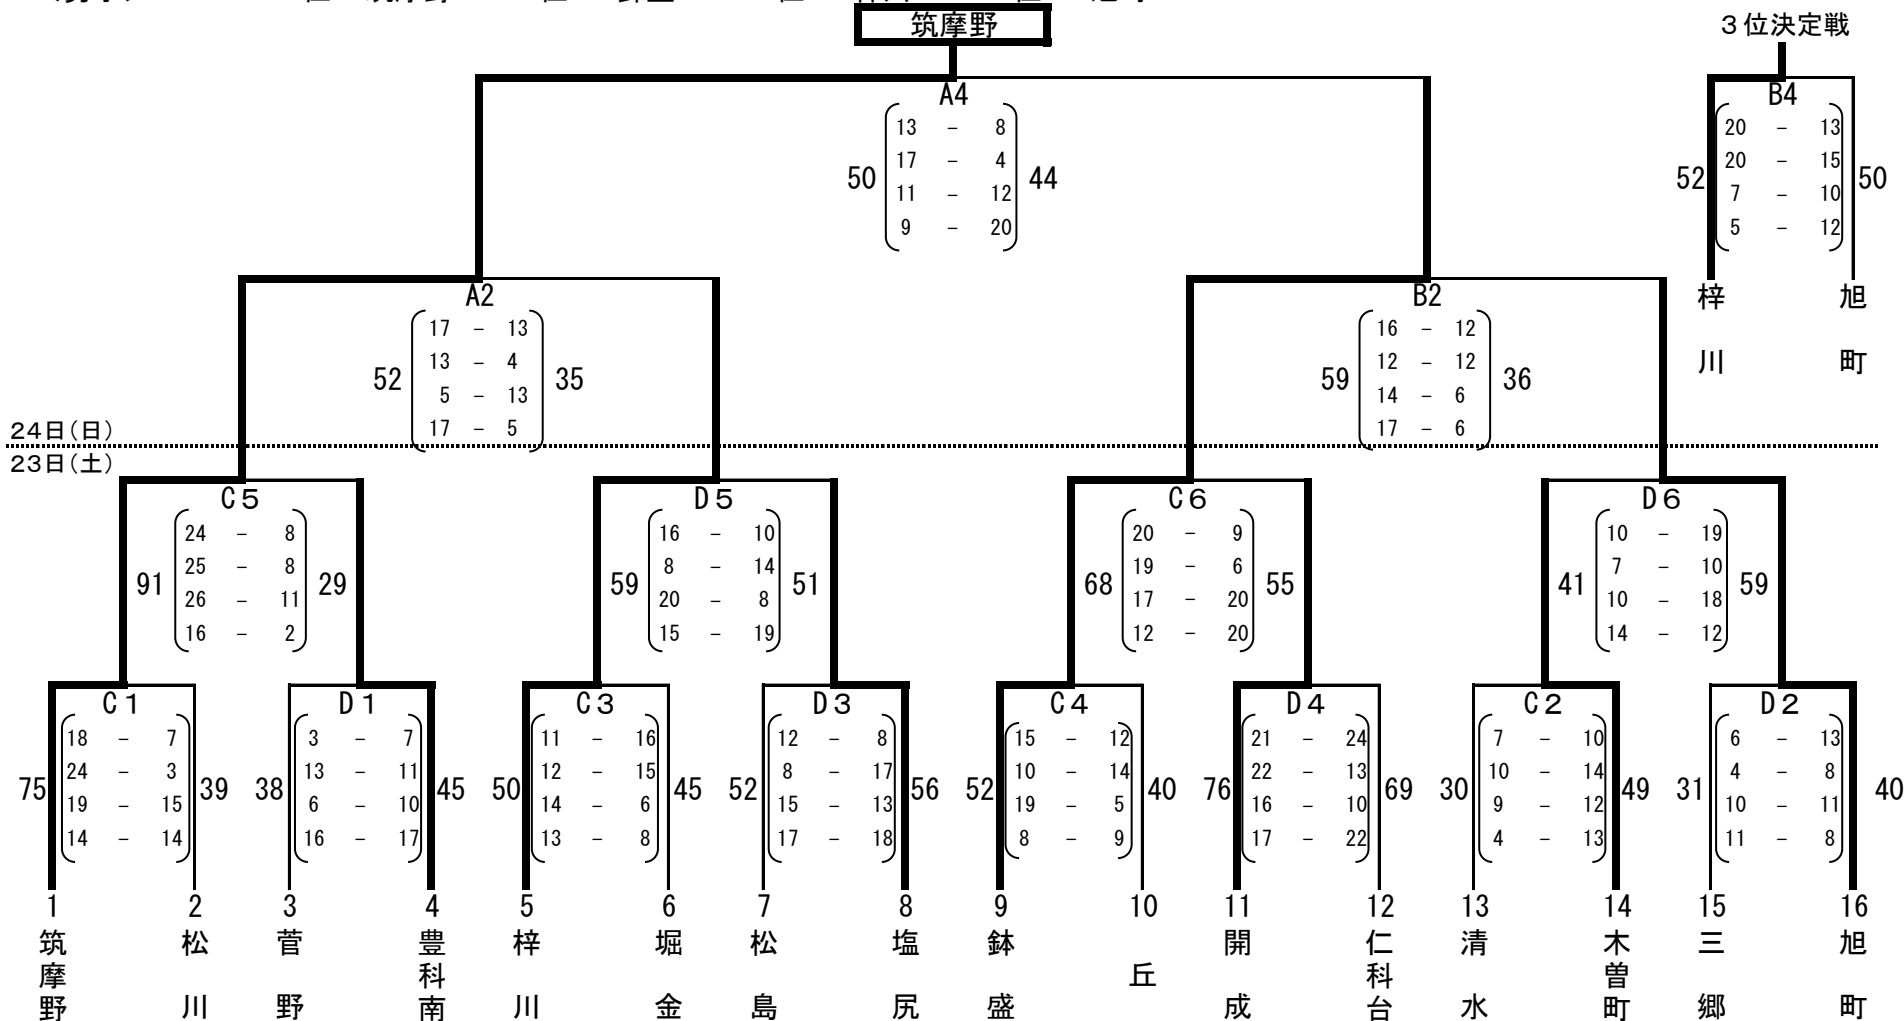 筑摩野
３位決定戦
A4
13 － 8
17 － 4
11 － 12
9 － 20
50
44
B4
20 － 13
20 － 15
7 － 10
5 － 12
52
50
梓川
旭町
A2
17 － 13
13 － 4
5 － 13
17 － 5
52
35
B2
16 － 12
12 － 12
14 － 6
17 － 6
59
36
24日（日）
23日（土）
C５
24 － 8
25 － 8
26 － 11
16 － 2
91
29
D５
16 － 10
8 － 14
20 － 8
15 － 19
59
51
C６
20 － 9
19 － 6
17 － 20
12 － 20
68
55
D６
10 － 19
7 － 10
10 － 18
14 － 12
41
59
C１
18 － 7
24 － 3
19 － 15
14 － 14
75
39
D１
3 － 7
13 － 11
6 － 10
16 － 17
38
45
C３
11 － 16
12 － 15
14 － 6
13 － 8
50
45
D３
12 － 8
8 － 17
15 － 13
17 － 18
52
56
C４
15 － 12
10 － 14
19 － 5
8 － 9
52
40
D４
21 － 24
22 － 13
16 － 10
17 － 22
76
69
C２
7 － 10
10 － 14
9 － 12
4 － 13
30
49
D２
6 － 13
4 － 8
10 － 11
11 － 8
31
40
1 2 3 4 5 6 7 8 9 10 11 12 13 14 15 16
筑摩野
松川
菅野
豊科南
梓川
堀金
松島
塩尻
鉢盛
丘
開成
仁科台
清水
木曽町
三郷
旭町